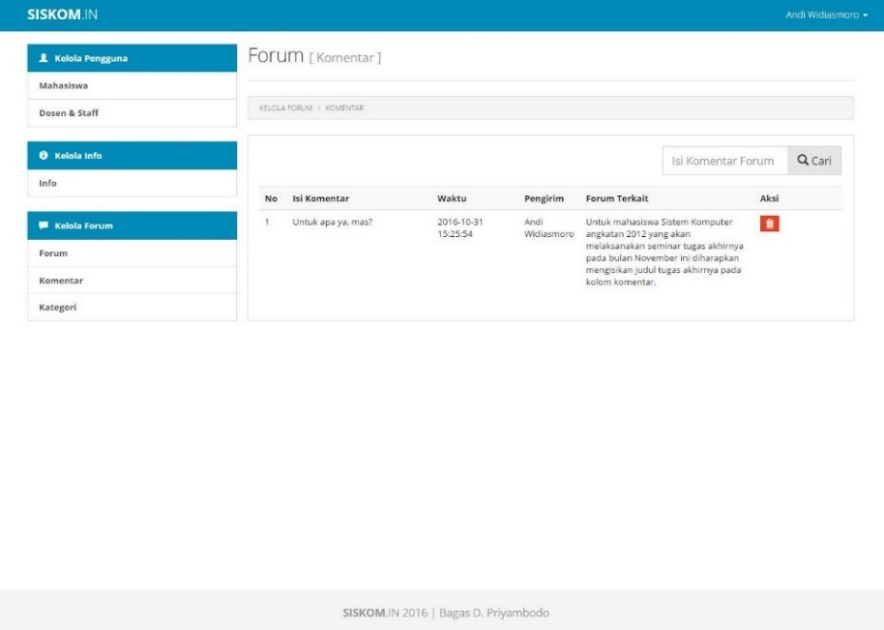 SISKOM.IN
Andi Widiasmoro
Kelola Pengguna
Mahasiswa
Dosen & Staff
Kelola Info
Info
Kelola Forum
Forum
Komentar
Kategori
Forum [ Komentar ]
KELOLA FORUM / KOMENTAR
Isi Komentar Forum Cari
No Isi Komentar Waktu Pengirim Forum Terkait Aksi
1 Untuk apa ya, mas? 2016-10-31 Andi Untuk mahasiswa Sistem Komputer
15:25:54 Widiasmoro angkatan 2012 yang akan
melaksanakan seminar tugas akhirnya
pada bulan November ini diharapkan
mengisikan judul tugas akhirnya pada
kolom komentar.
SISKOM.IN 2016 | Bagas D. Priyambodo